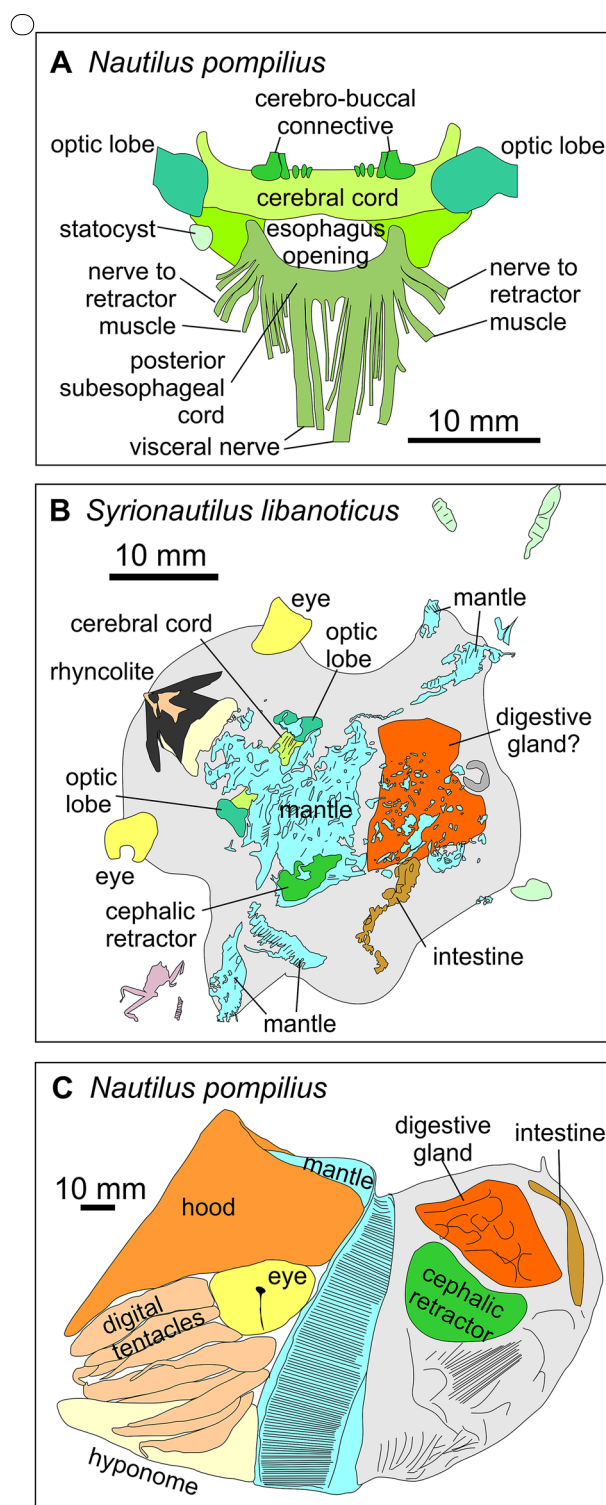 A Nautilus pompilius
cerebro-buccal
connective
optic lobe
optic lobe
cerebral cord
statocyst
esophagus
opening
nerve to
retractor
muscle
nerve to
retractor
muscle
posterior
subesophageal
cord
visceral nerve
10 mm
B Syrionautilus libanoticus
10 mm
eye
mantle
cerebral cord
optic
lobe
rhyncolite
digestive
gland?
optic
lobe
mantle
eye
cephalic
retractor
intestine
mantle
C Nautilus pompilius
digestive
gland
intestine
mantle
10 mm
hood
eye
cephalic
retractor
digital
tentacles
hyponome